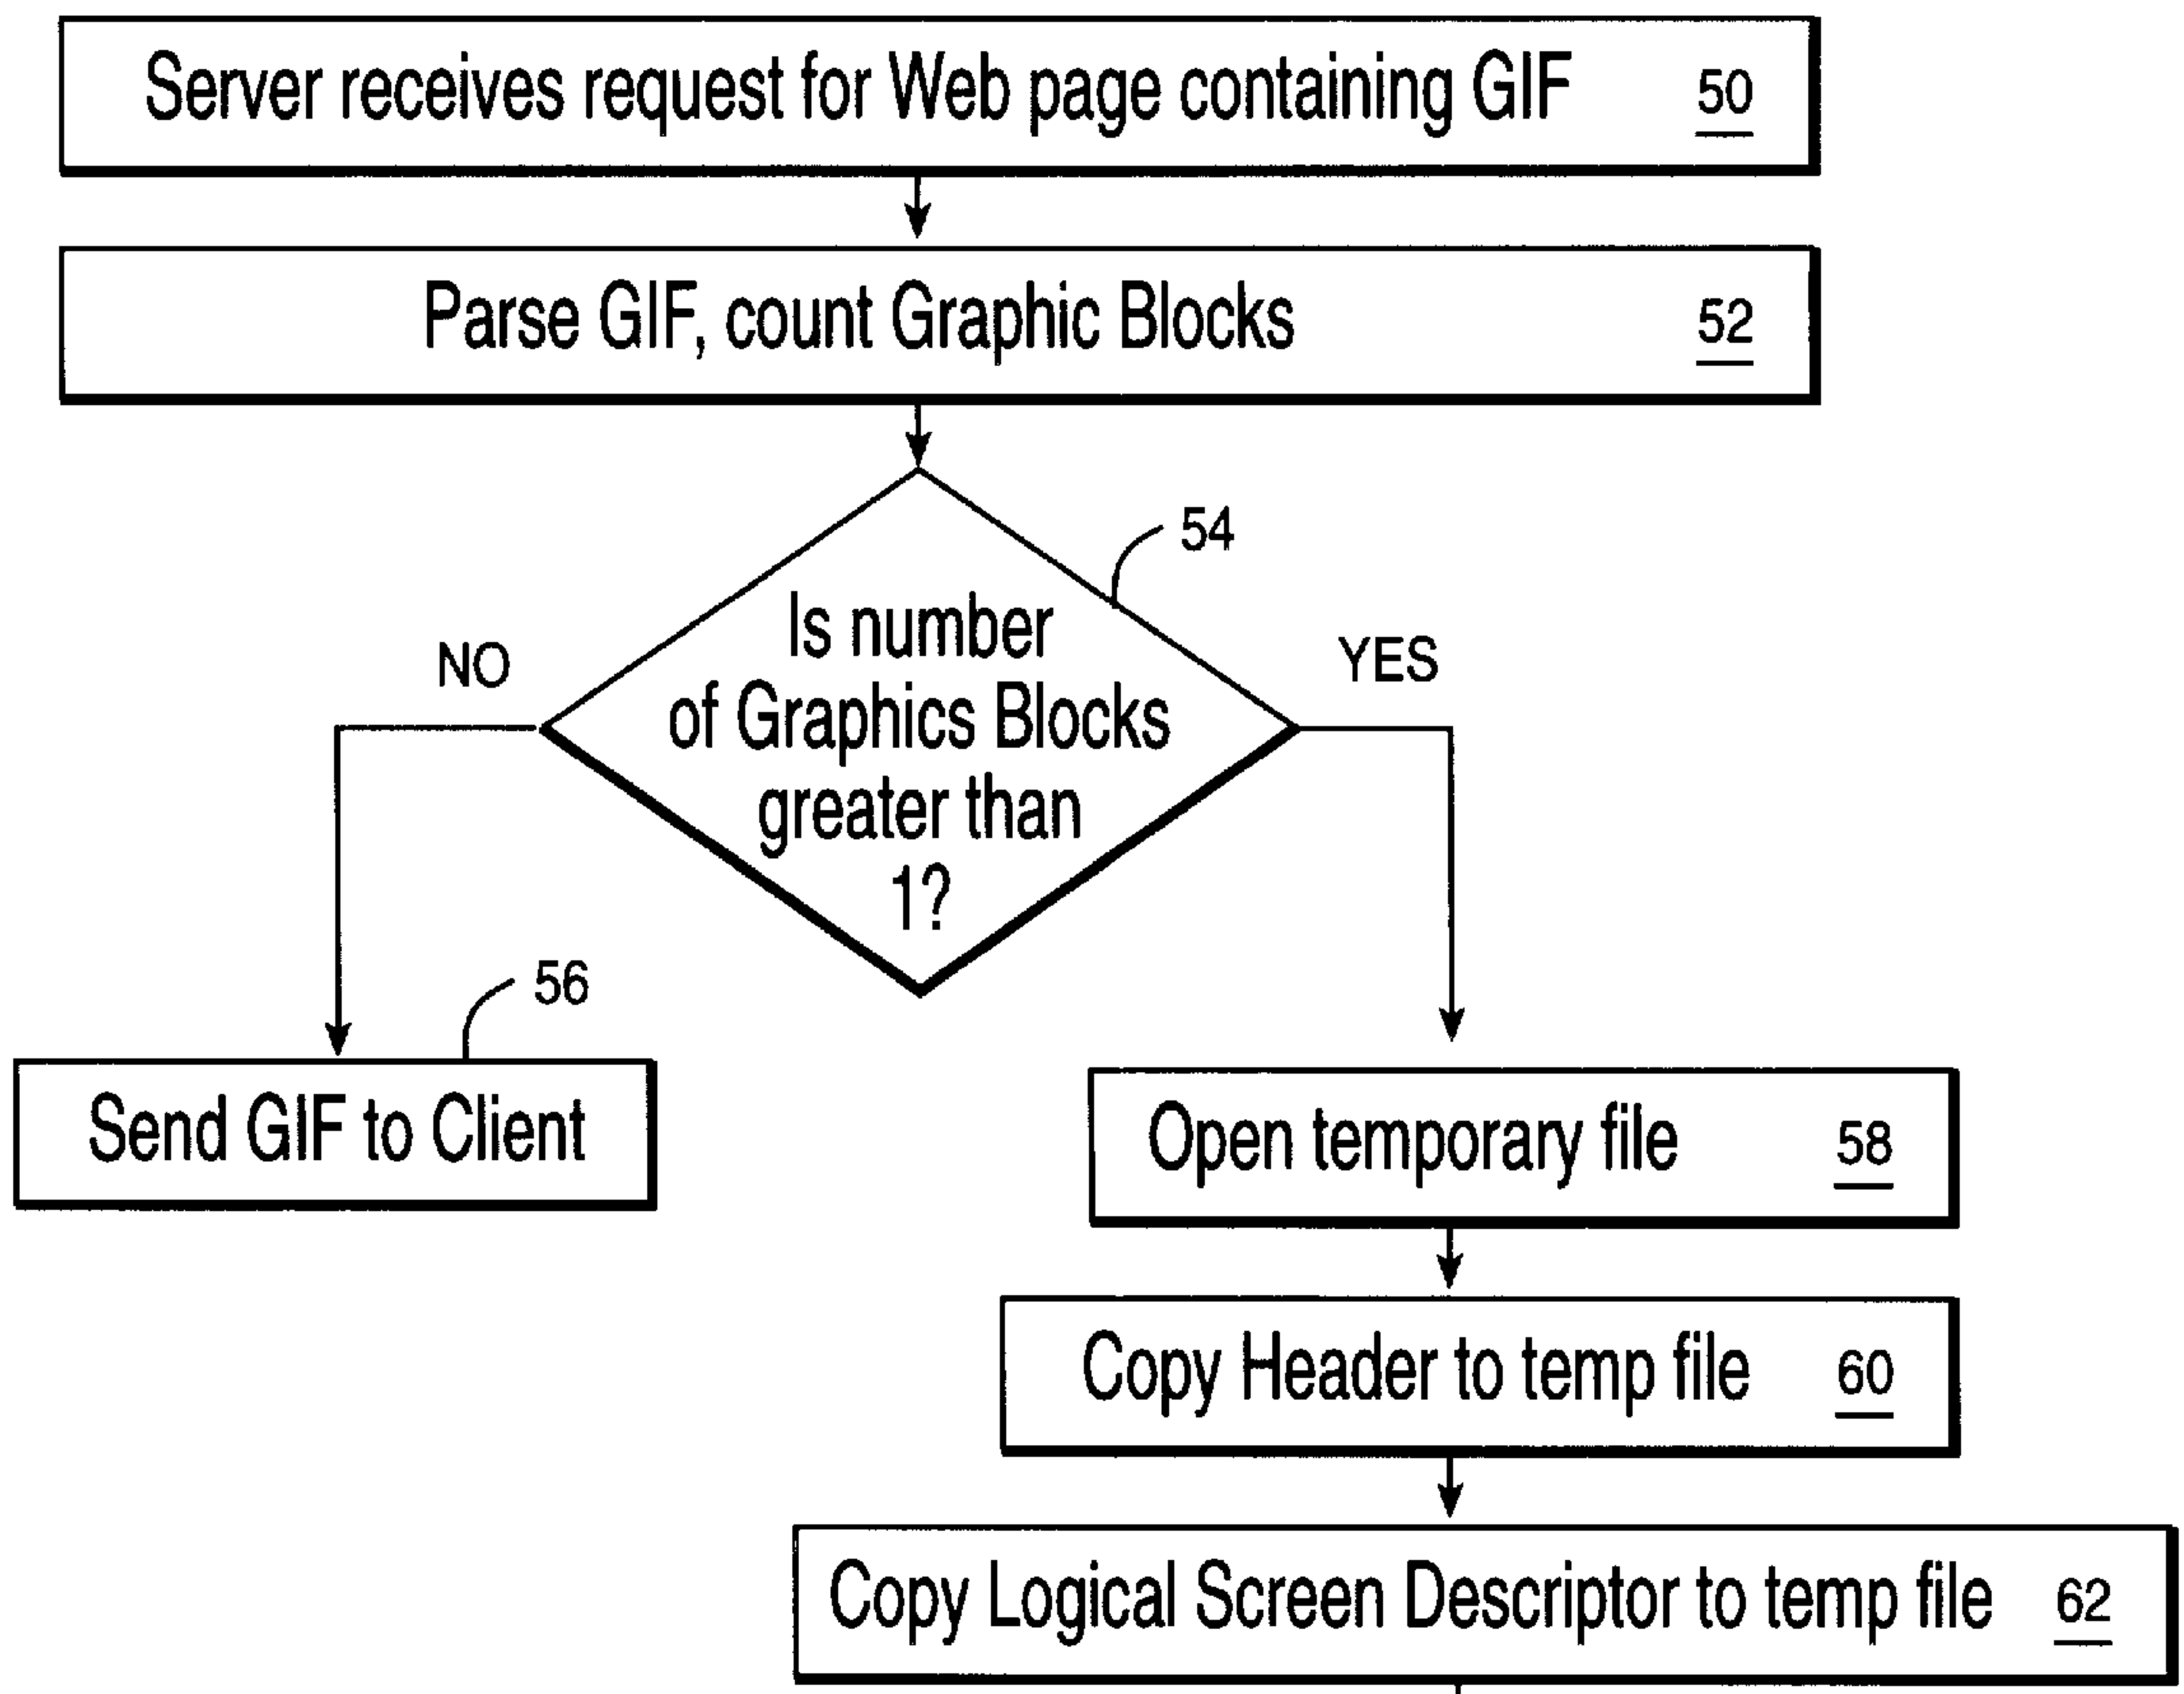 Server receives request for Web page containing GIF 50
Parse GIF, count Graphic Blocks 52
54
Is number
of Graphics Blocks
greater than
1?
NO
YES
56
Send GIF to Client
Open temporary file 58
Copy Header to temp file 60
Copy Logical Screen Descriptor to temp file 62